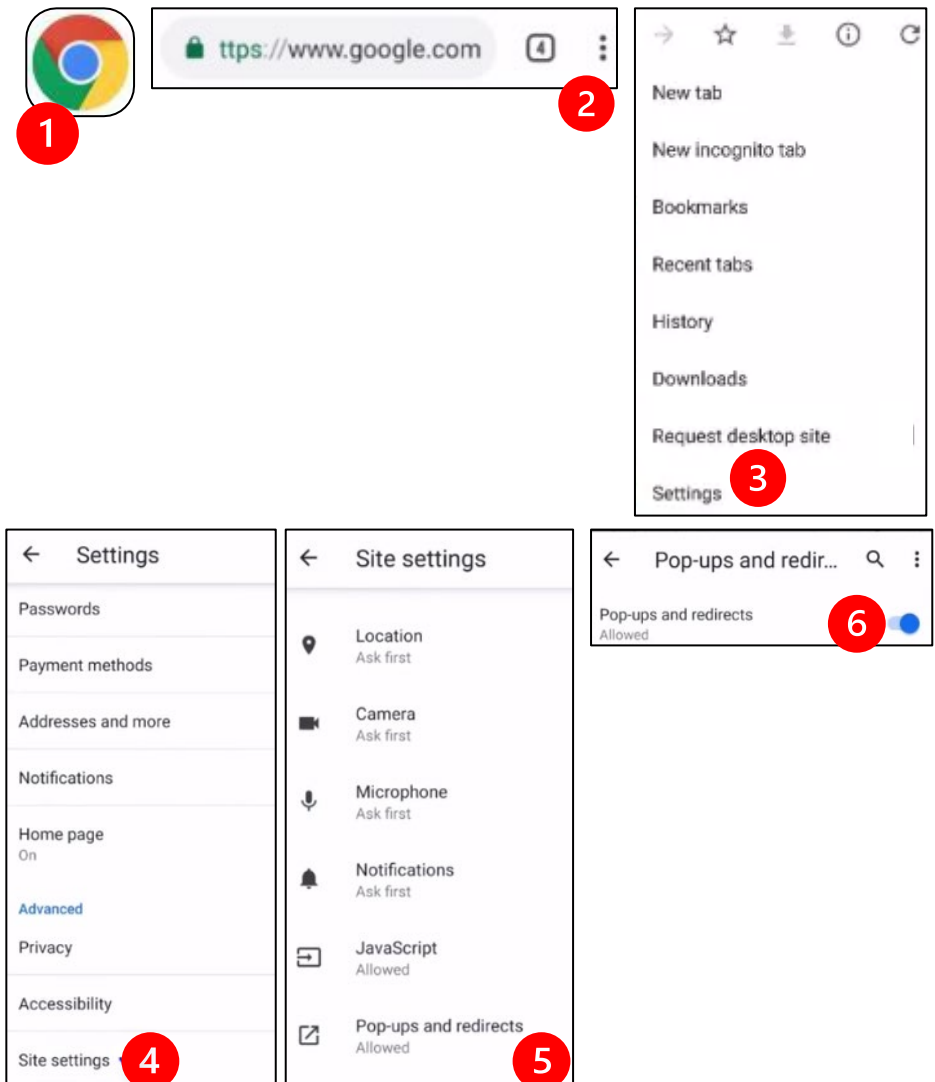 1
ttps://www.google.com
4
2
New tab
New incognito tab
Bookmarks
Recent tabs
History
Downloads
Request desktop site
Settings
3
Settings
Passwords
Payment methods
Addresses and more
Notifications
Home page
On
Advanced
Privacy
Accessibility
Site settings
4
Site settings
Location
Ask first
Camera
Ask first
Microphone
Ask first
Notifications
Ask first
JavaScript
Allowed
Pop-ups and redirects
Allowed
5
Pop-ups and redir...
Pop-ups and redirects
Allowed
6